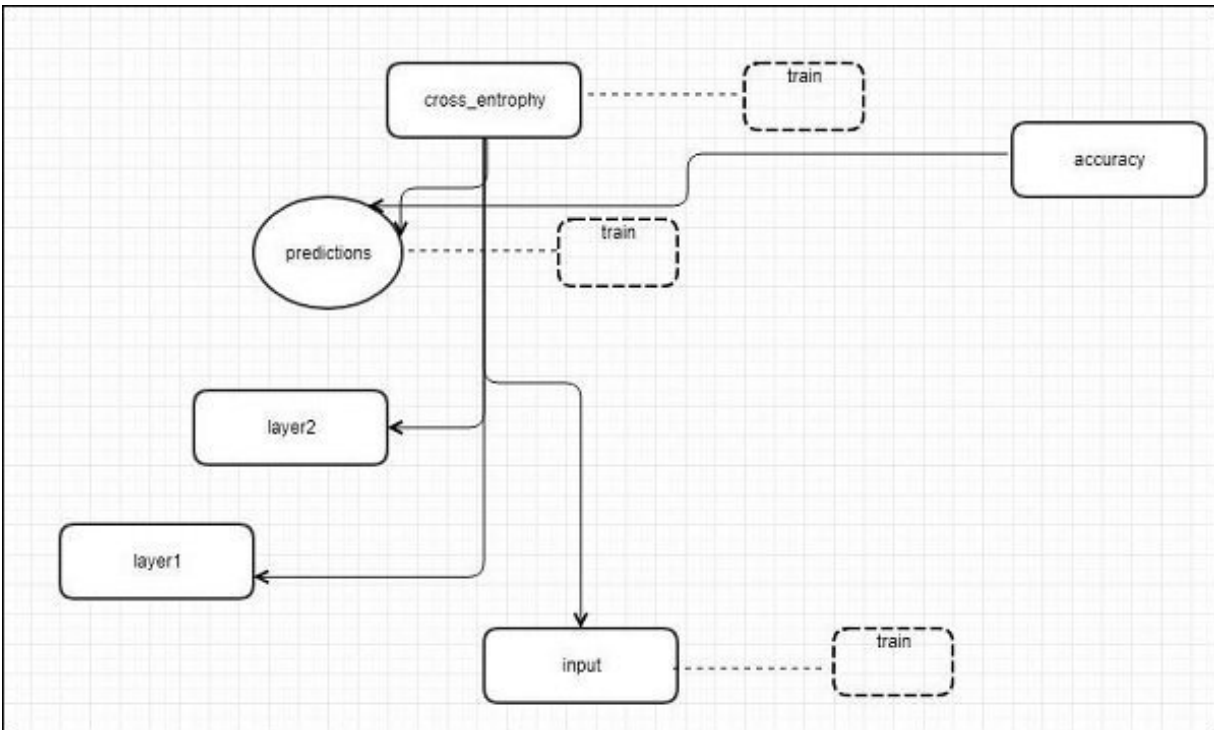 cross_entrophy
train
accuracy
predictions
train
layer2
layer1
input
train